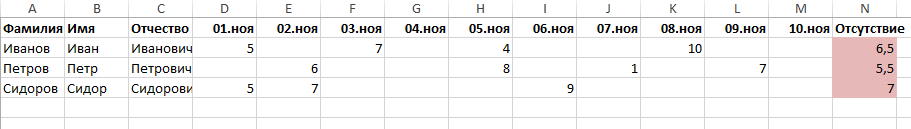 A B C D E F G H I J K L M N
Фамилия Имя Отчество 01.ноя 02.ноя 03.ноя 04.ноя 05.ноя 06.ноя 07.ноя 08.ноя 09.ноя 10.ноя Отсутствие
Иванов Иван Иванович 5 7 4 10 6,5
Петров Петр Петрович 6 8 1 7 5,5
Сидоров Сидор Сидорови 5 7 9 7